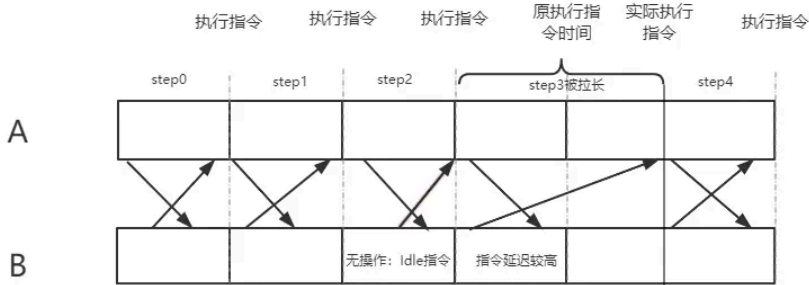 执行指令
执行指令
执行指令
原执行指
令时间
实际执行
指令
执行指令
step0
step1
step2
step3被拉长
step4
A
B
无操作：Idle指令
指令延迟较高